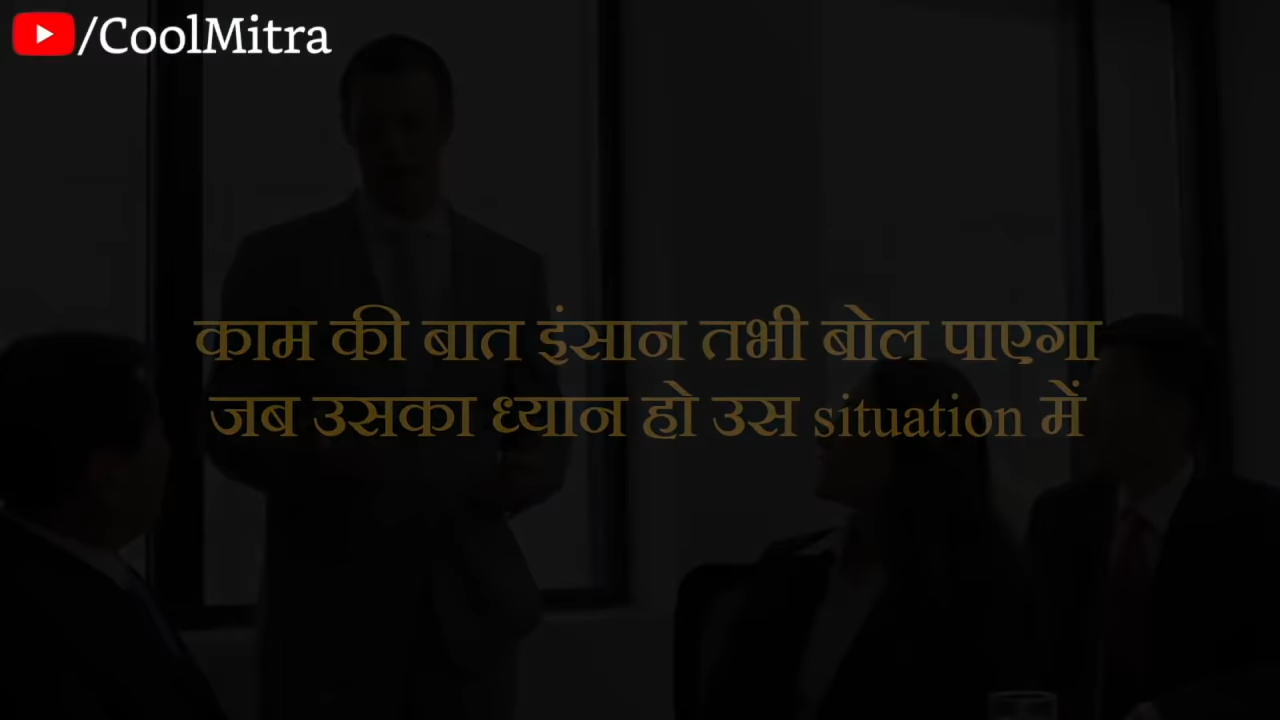 /CoolMitra
काम की बात इंसान तभी बोल पाएगा
जब उसका ध्यान हो उस situation में